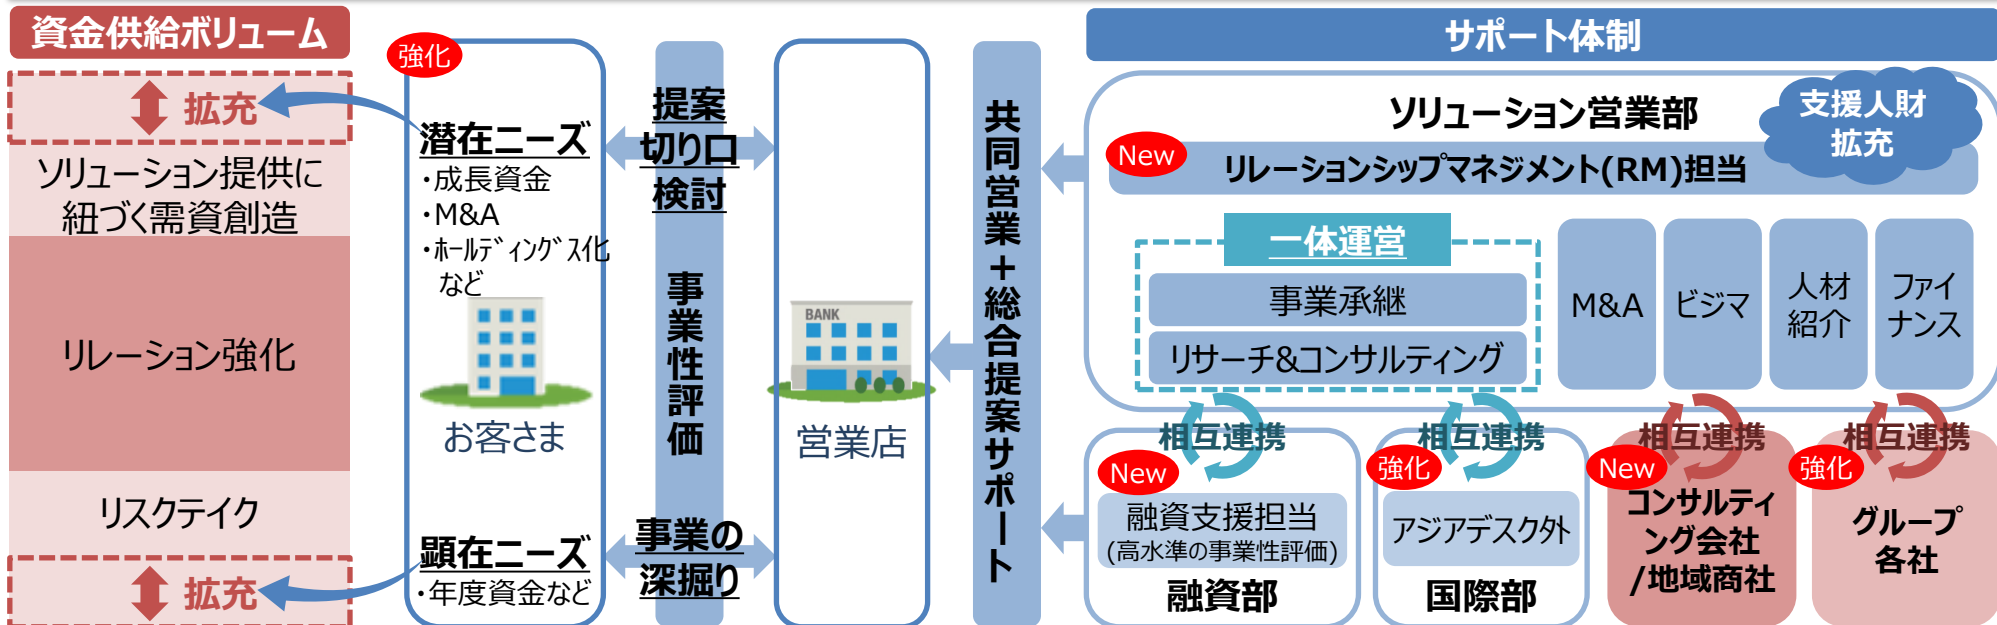 資金供給ボリューム
拡充
ソリューション提供に
紐づく需資創造
リレーション強化
リスクテイク
拡充
強化
潜在ニーズ
・成長資金
・M&A
・ホールディングス化
など
お客さま
顕在ニーズ
・年度資金など
提案
切り口
検討
事業性評価
事業の
深掘り
BANK
営業店
共同営業+総合提案サポート
サポート体制
ソリューション営業部
支援人財
拡充
New
リレーションシップマネジメント(RM)担当
一体運営
事業承継
リサーチ&コンサルティング
M&A
ビジマ
人材
紹介
ファイ
ナンス
相互連携
New
融資支援担当
(高水準の事業性評価)
融資部
相互連携
強化
アジアデスク外
国際部
相互連携
New
コンサルティ
ング会社
/地域商社
相互連携
強化
グループ
各社